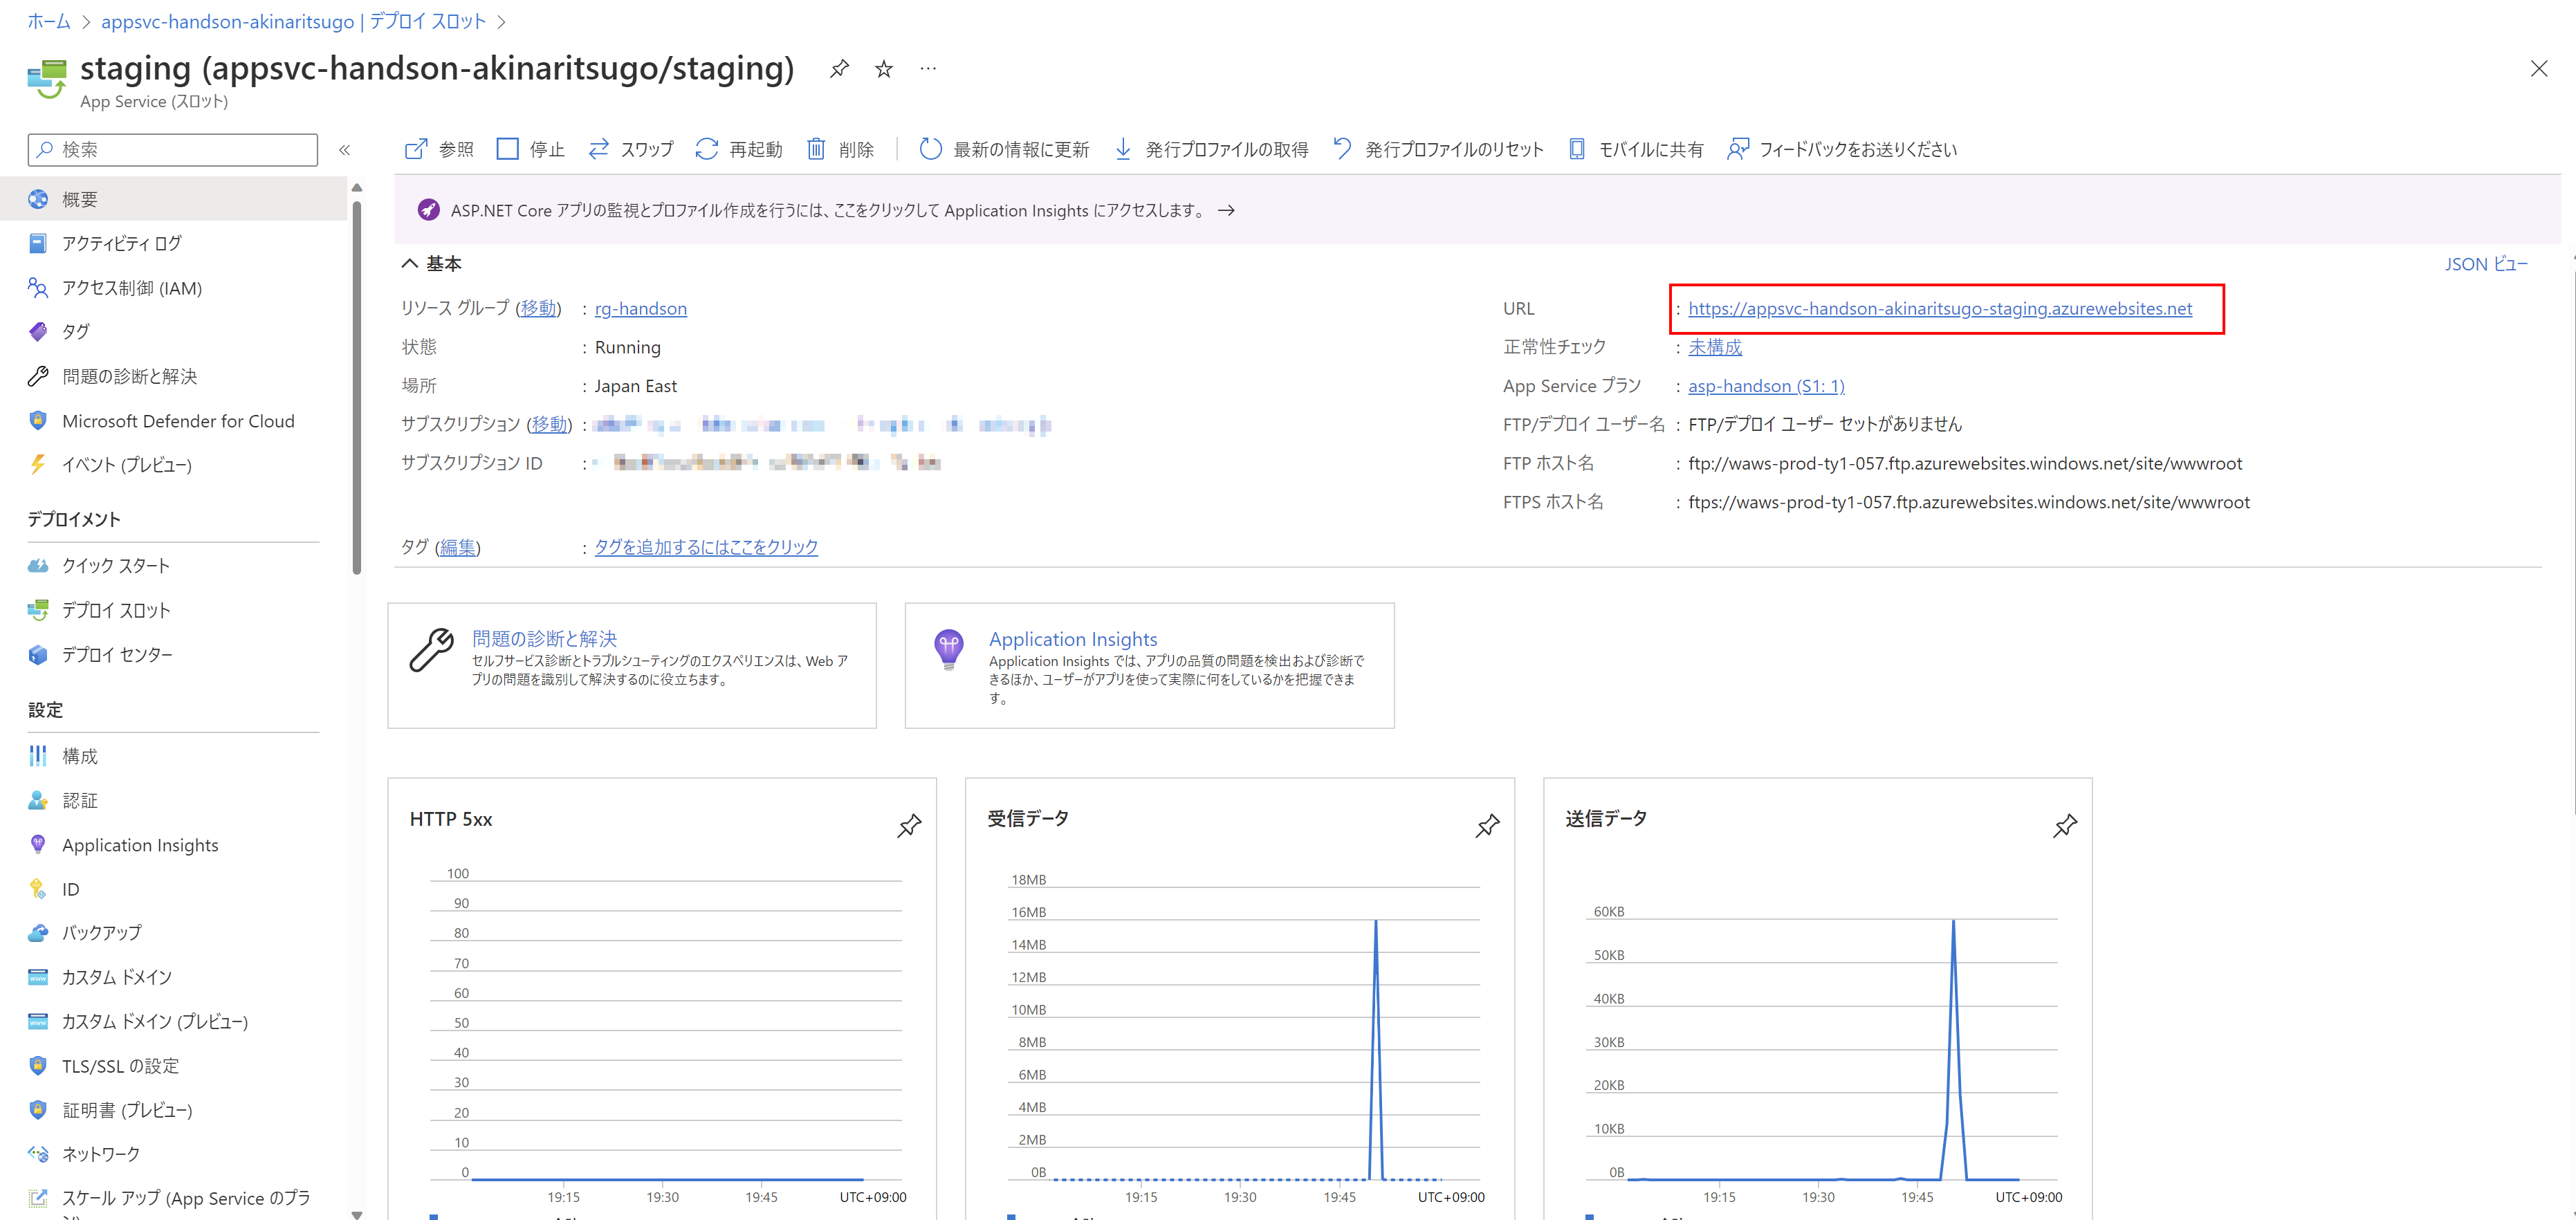 ホーム > appsvc-handson-akinaritsugo | デプロイ スロット >
staging (appsvc-handson-akinaritsugo/staging)
App Service (スロット)
検索
参照 停止 スワップ 再起動 削除 最新の情報に更新 発行プロファイルの取得 発行プロファイルのリセット モバイルに共有 フィードバックをお送りください
概要
アクティビティ ログ
アクセス制御 (IAM)
タグ
問題の診断と解決
Microsoft Defender for Cloud
イベント (プレビュー)
デプロイメント
クイック スタート
デプロイ スロット
デプロイ センター
設定
構成
認証
Application Insights
ID
バックアップ
カスタム ドメイン
カスタム ドメイン (プレビュー)
TLS/SSL の設定
証明書 (プレビュー)
ネットワーク
スケール アップ (App Service のプラ
ASP.NET Core アプリの監視とプロファイル作成を行うには、ここをクリックして Application Insights にアクセスします。 →
基本
JSON ビュー
リソース グループ (移動) : rg-handson
状態 : Running
場所 : Japan East
サブスクリプション (移動) :
サブスクリプション ID :
タグ (編集) : タグを追加するにはここをクリック
URL : https://appsvc-handson-akinaritsugo-staging.azurewebsites.net
正常性チェック : 未構成
App Service プラン : asp-handson (S1: 1)
FTP/デプロイ ユーザー名 : FTP/デプロイ ユーザー セットがありません
FTP ホスト名 : ftp://waws-prod-ty1-057.ftp.azurewebsites.windows.net/site/wwwroot
FTPS ホスト名 : ftps://waws-prod-ty1-057.ftp.azurewebsites.windows.net/site/wwwroot
問題の診断と解決
セルフサービス診断とトラブルシューティングのエクスペリエンスは、Web ア
プリの問題を識別して解決するのに役立ちます。
Application Insights
Application Insights では、アプリの品質の問題を検出および診断で
きるほか、ユーザーがアプリを使って実際に何をしているかを把握できま
す。
HTTP 5xx
100
90
80
70
60
50
40
30
20
10
0
19:15 19:30 19:45 UTC+09:00
受信データ
18MB
16MB
14MB
12MB
10MB
8MB
6MB
4MB
2MB
0B
19:15 19:30 19:45 UTC+09:00
送信データ
60KB
50KB
40KB
30KB
20KB
10KB
0B
19:15 19:30 19:45 UTC+09:00